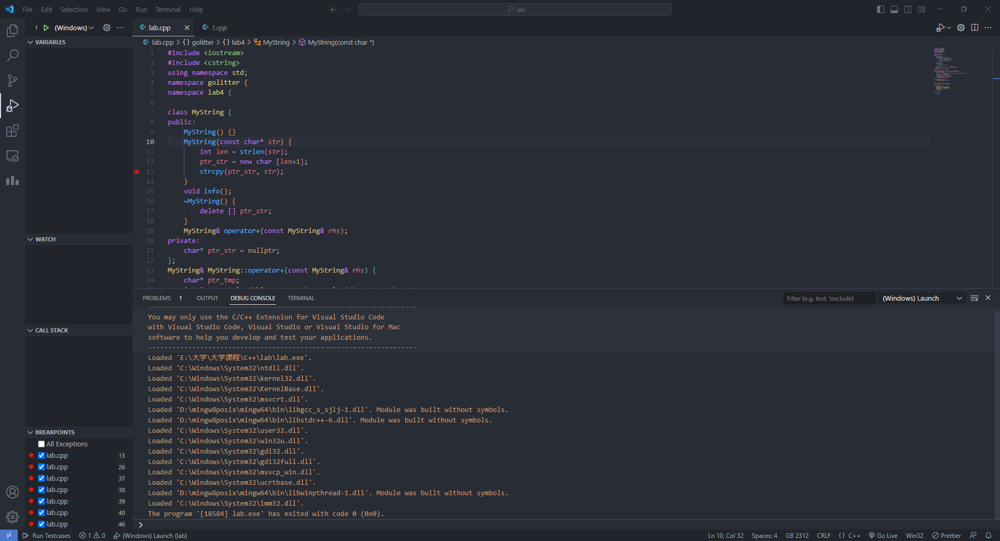 File Edit Selection View Go Run Terminal Help
lab
(Windows)
lab.cpp
1.cpp
VARIABLES
lab.cpp > {} golitter > {} lab4 > MyString > MyString(const char *)
1 #include <iostream>
2 #include <cstring>
3 using namespace std;
4 namespace golitter {
5 namespace lab4 {
6
7 class MyString {
8 public:
9 MyString() {}
10 MyString(const char* str) {
11 int len = strlen(str);
12 ptr_str = new char [len+1];
13 strcpy(ptr_str, str);
14 }
15 void info();
16 ~MyString() {
17 delete [] ptr_str;
18 }
19 MyString& operator+(const MyString& rhs);
20 private:
21 char* ptr_str = nullptr;
22 };
23 MyString& MyString::operator+(const MyString& rhs) {
24 char* ptr_tmp;
WATCH
CALL STACK
BREAKPOINTS
All Exceptions
lab.cpp 13
lab.cpp 26
lab.cpp 37
lab.cpp 38
lab.cpp 39
lab.cpp 40
lab.cpp 46
PROBLEMS 1 OUTPUT DEBUG CONSOLE TERMINAL
Filter (e.g. text, !exclude)
(Windows) Launch
-------------------------------------------------------------------
You may only use the C/C++ Extension for Visual Studio Code
with Visual Studio Code, Visual Studio or Visual Studio for Mac
software to help you develop and test your applications.
-------------------------------------------------------------------
Loaded 'E:\大学\大学课程\C++\lab\lab.exe'.
Loaded 'C:\Windows\System32\ntdll.dll'.
Loaded 'C:\Windows\System32\kernel32.dll'.
Loaded 'C:\Windows\System32\KernelBase.dll'.
Loaded 'C:\Windows\System32\msvcrt.dll'.
Loaded 'D:\mingw8posix\mingw64\bin\libgcc_s_sjlj-1.dll'. Module was built without symbols.
Loaded 'D:\mingw8posix\mingw64\bin\libstdc++-6.dll'. Module was built without symbols.
Loaded 'C:\Windows\System32\user32.dll'.
Loaded 'C:\Windows\System32\win32u.dll'.
Loaded 'C:\Windows\System32\gdi32.dll'.
Loaded 'C:\Windows\System32\gdi32full.dll'.
Loaded 'C:\Windows\System32\msvcp_win.dll'.
Loaded 'C:\Windows\System32\ucrtbase.dll'.
Loaded 'D:\mingw8posix\mingw64\bin\libwinpthread-1.dll'. Module was built without symbols.
Loaded 'C:\Windows\System32\imm32.dll'.
The program '[18584] lab.exe' has exited with code 0 (0x0).
Run Testcases
1 0
(Windows) Launch (lab)
Ln 10, Col 32 Spaces: 4 GB 2312 CRLF {} C++ Go Live Win32 Prettier